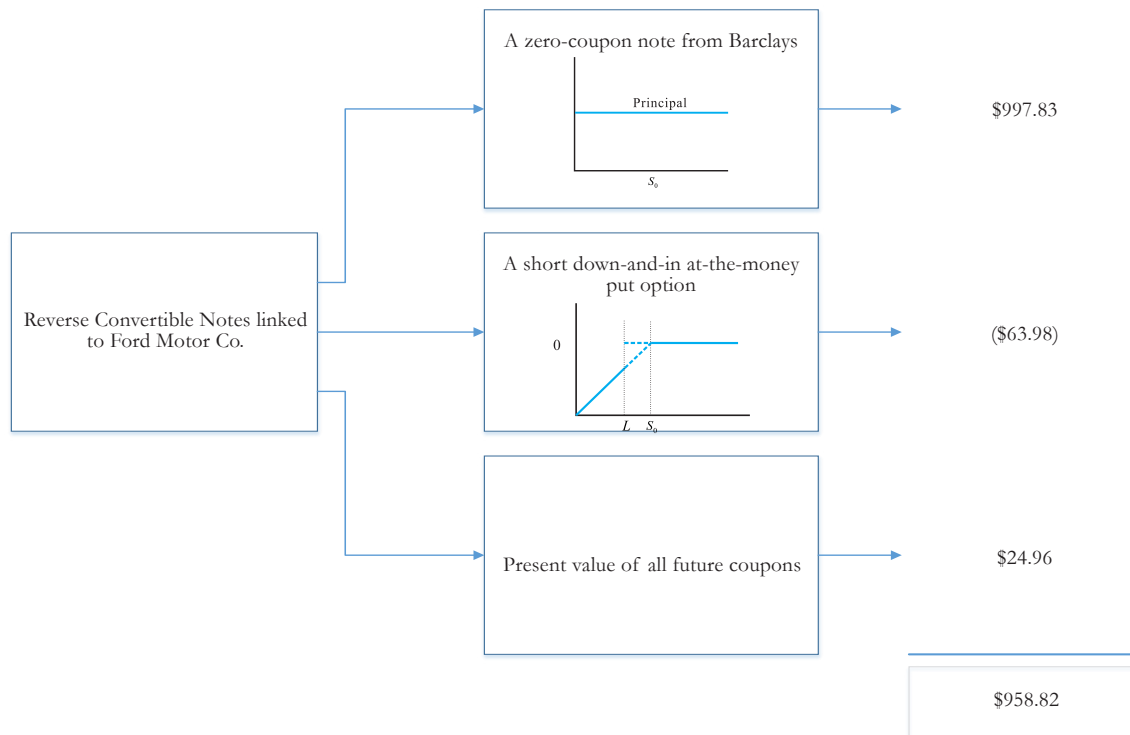 A zero-coupon note from Barclays
Principal
S₀
$997.83
Reverse Convertible Notes linked
to Ford Motor Co.
A short down-and-in at-the-money
put option
0
L S₀
($63.98)
Present value of all future coupons
$24.96
$958.82